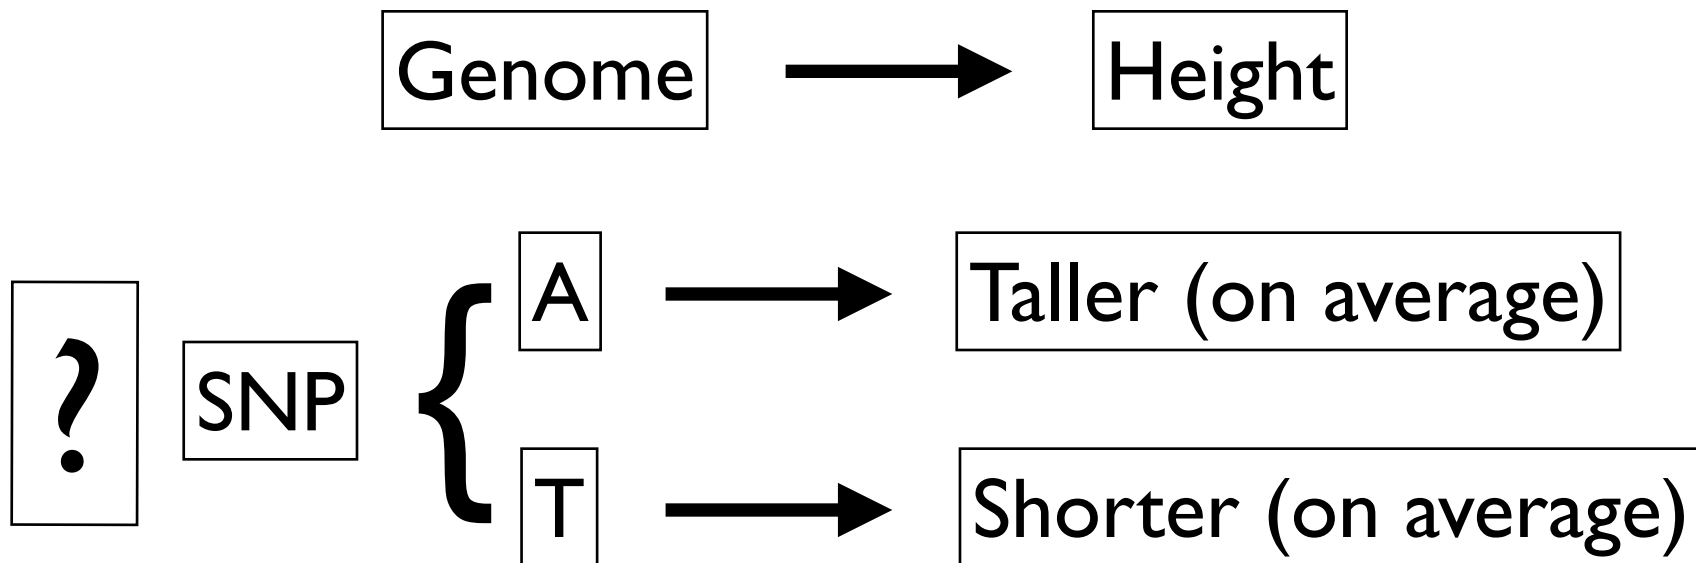 Genome Height
A Taller (on average)
? SNP {
T Shorter (on average)